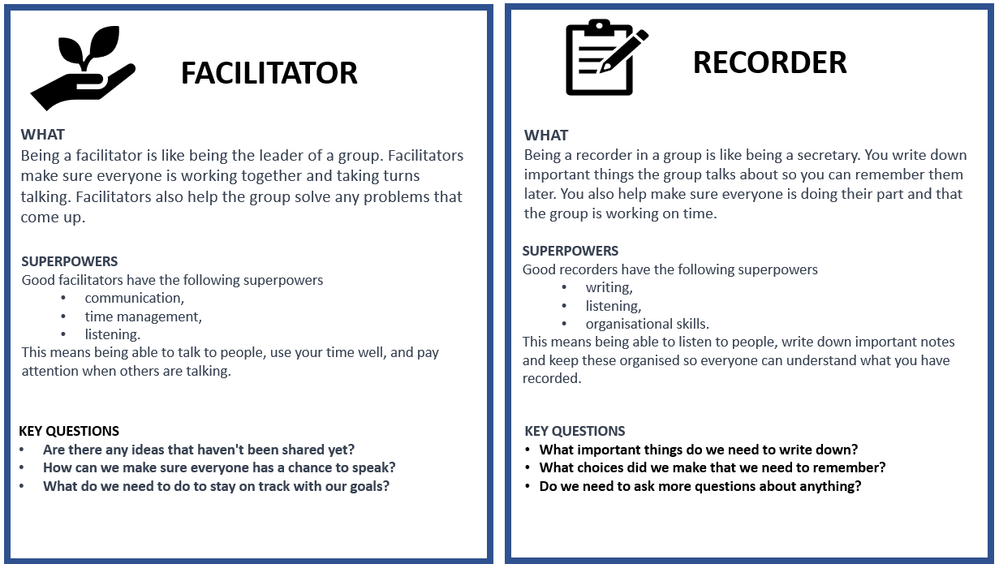 FACILITATOR
WHAT
Being a facilitator is like being the leader of a group. Facilitators
make sure everyone is working together and taking turns
talking. Facilitators also help the group solve any problems that
come up.
SUPERPOWERS
Good facilitators have the following superpowers
• communication,
• time management,
• listening.
This means being able to talk to people, use your time well, and pay
attention when others are talking.
KEY QUESTIONS
• Are there any ideas that haven't been shared yet?
• How can we make sure everyone has a chance to speak?
• What do we need to do to stay on track with our goals?
RECORDER
WHAT
Being a recorder in a group is like being a secretary. You write down
important things the group talks about so you can remember them
later. You also help make sure everyone is doing their part and that
the group is working on time.
SUPERPOWERS
Good recorders have the following superpowers
• writing,
• listening,
• organisational skills.
This means being able to listen to people, write down important notes
and keep these organised so everyone can understand what you have
recorded.
KEY QUESTIONS
• What important things do we need to write down?
• What choices did we make that we need to remember?
• Do we need to ask more questions about anything?